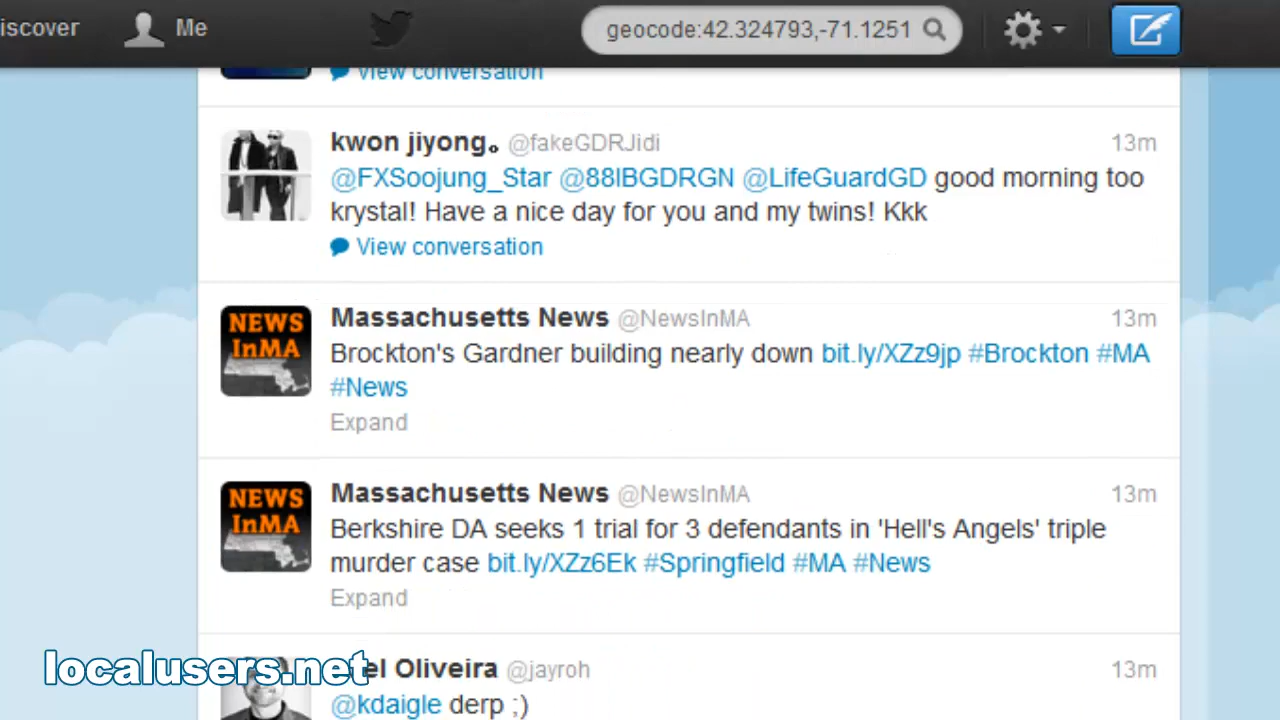 iscover Me geocode:42.324793,-71.1251
View conversation
kwon jiyong。 @fakeGDRJidi 13m
@FXSoojung_Star @88IBGDRGN @LifeGuardGD good morning too
krystal! Have a nice day for you and my twins! Kkk
View conversation
NEWS
InMA
Massachusetts News @NewsInMA 13m
Brockton's Gardner building nearly down bit.ly/XZz9jp #Brockton #MA
#News
Expand
NEWS
InMA
Massachusetts News @NewsInMA 13m
Berkshire DA seeks 1 trial for 3 defendants in 'Hell's Angels' triple
murder case bit.ly/XZz6Ek #Springfield #MA #News
Expand
localusers.net
el Oliveira @jayroh 13m
@kdaigle derp ;)